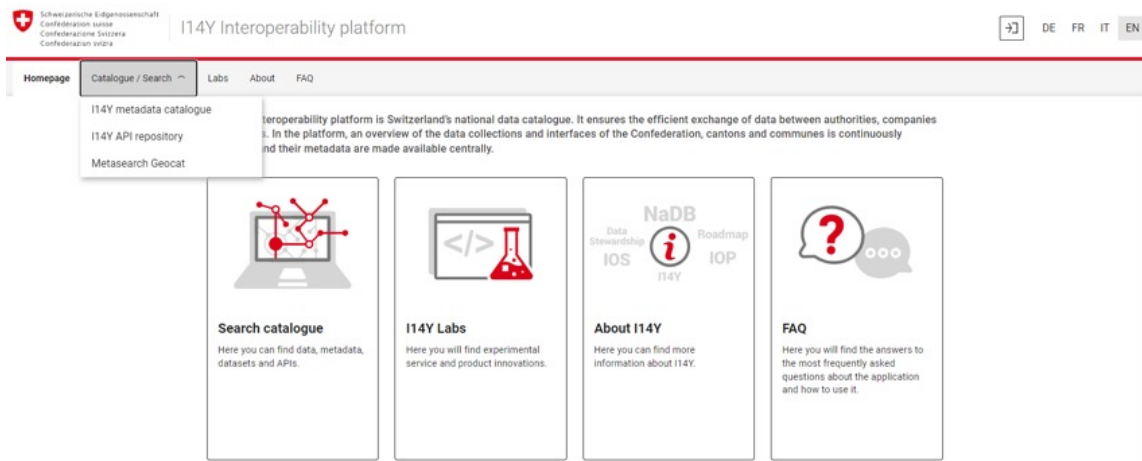 Schweizerische Eidgenossenschaft
Confédération suisse
Confederazione Svizzera
Confederaziun svizra
I14Y Interoperability platform
DE FR IT EN
Homepage Catalogue / Search Labs About FAQ
I14Y metadata catalogue
I14Y API repository
Metasearch Geocat
teroperability platform is Switzerland's national data catalogue. It ensures the efficient exchange of data between authorities, companies
. In the platform, an overview of the data collections and interfaces of the Confederation, cantons and communes is continuously
nd their metadata are made available centrally.
</>
NaDB
Data
Stewardship
Roadmap
IOS
i
IOP
I14Y
?
Search catalogue
Here you can find data, metadata,
datasets and APIs.
I14Y Labs
Here you will find experimental
service and product innovations.
About I14Y
Here you can find more
information about I14Y.
FAQ
Here you will find the answers to
the most frequently asked
questions about the application
and how to use it.